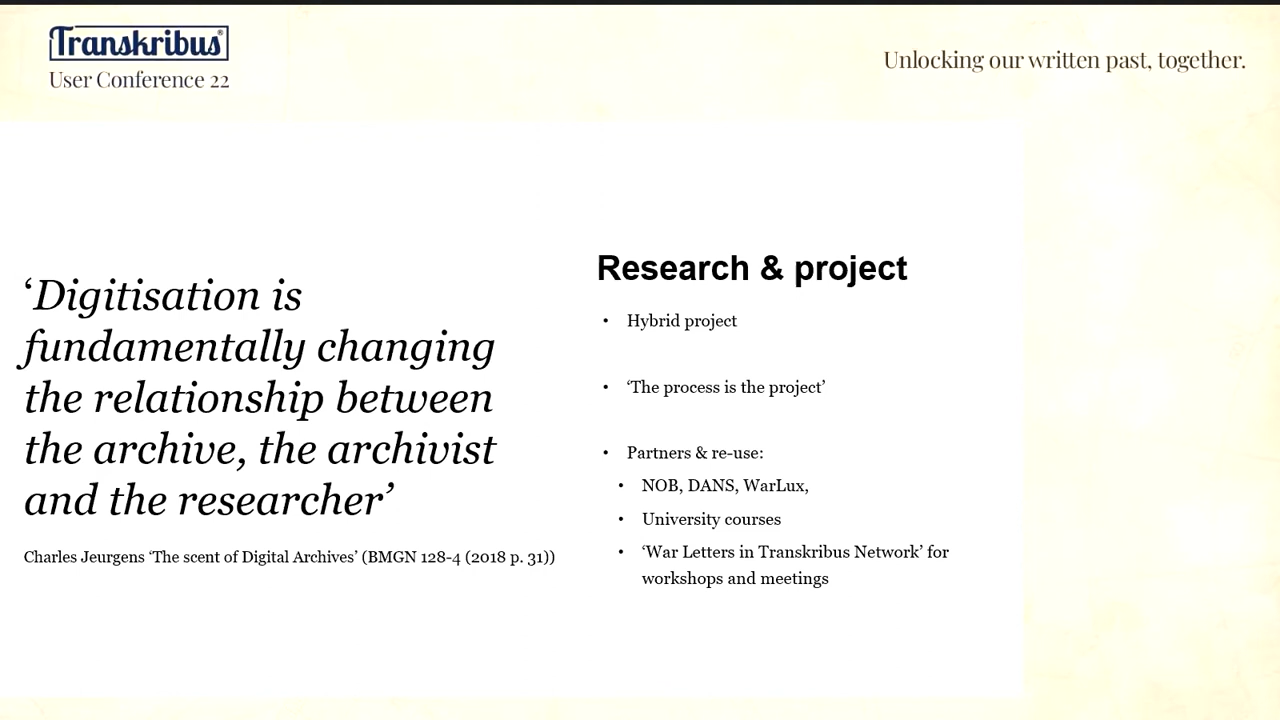 Transkribus®
User Conference 22
Unlocking our written past, together.
‘Digitisation is
fundamentally changing
the relationship between
the archive, the archivist
and the researcher’
Charles Jeurgens ‘The scent of Digital Archives’ (BMGN 128-4 (2018 p. 31))
Research & project
• Hybrid project
• ‘The process is the project’
• Partners & re-use:
• NOB, DANS, WarLux,
• University courses
• ‘War Letters in Transkribus Network’ for
workshops and meetings